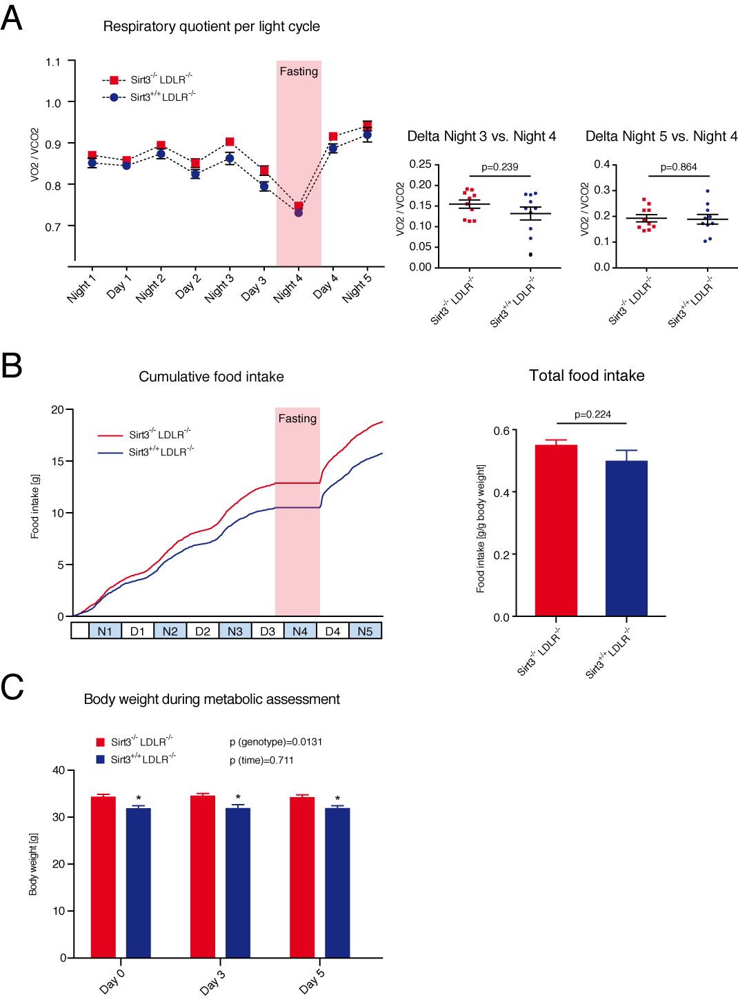 A
Respiratory quotient per light cycle
1.1
1.0
0.9
0.8
0.7
VO2 / VCO2
Sirt3-/- LDLR-/-
Sirt3+/+ LDLR-/-
Fasting
Night 1
Day 1
Night 2
Day 2
Night 3
Day 3
Night 4
Day 4
Night 5
Delta Night 3 vs. Night 4
p=0.239
0.25
0.20
0.15
0.10
0.05
0.00
VO2 / VCO2
Sirt3-/- LDLR-/-
Sirt3+/+ LDLR-/-
Delta Night 5 vs. Night 4
p=0.864
0.4
0.3
0.2
0.1
0.0
VO2 / VCO2
Sirt3-/- LDLR-/-
Sirt3+/+ LDLR-/-
B
Cumulative food intake
20
15
10
5
0
Food intake [g]
Sirt3-/- LDLR-/-
Sirt3+/+ LDLR-/-
Fasting
N1 D1 N2 D2 N3 D3 N4 D4 N5
Total food intake
p=0.224
0.6
0.4
0.2
0.0
Food intake [g/g body weight]
Sirt3-/- LDLR-/-
Sirt3+/+ LDLR-/-
C
Body weight during metabolic assessment
Sirt3-/- LDLR-/-
Sirt3+/+ LDLR-/-
p (genotype)=0.0131
p (time)=0.711
40
30
20
10
0
Body weight [g]
* * *
Day 0
Day 3
Day 5